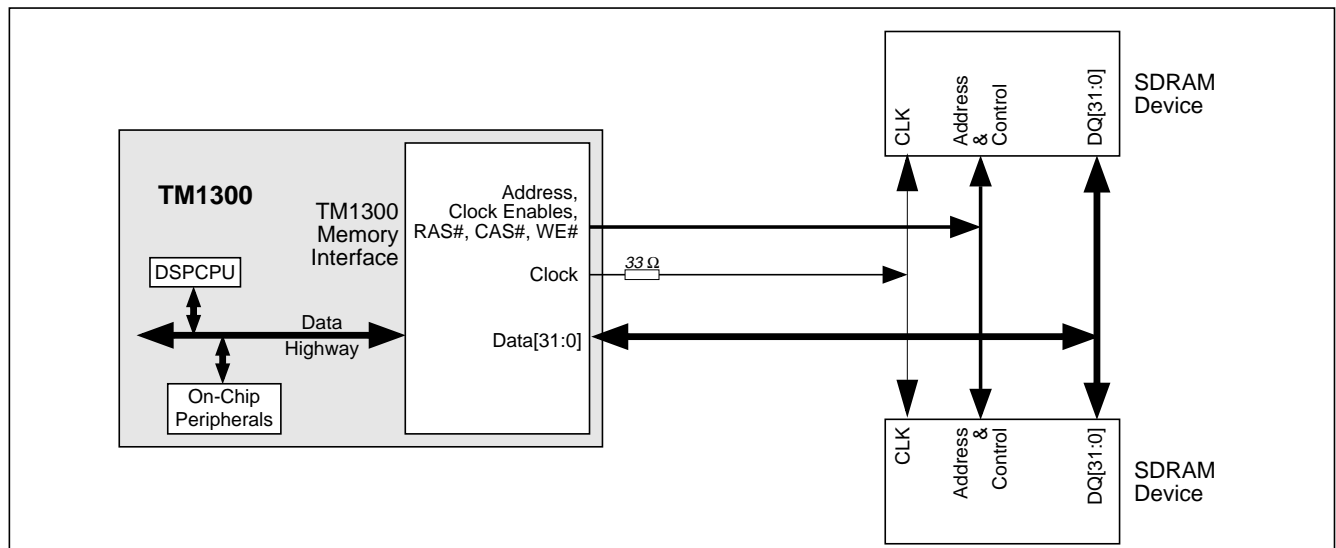 TM1300
DSPCPU
Data
Highway
On-Chip
Peripherals
TM1300
Memory
Interface
Address,
Clock Enables,
RAS#, CAS#, WE#
Clock
33 Ω
Data[31:0]
CLK
Address
&
Control
DQ[31:0]
SDRAM
Device
CLK
Address
&
Control
DQ[31:0]
SDRAM
Device